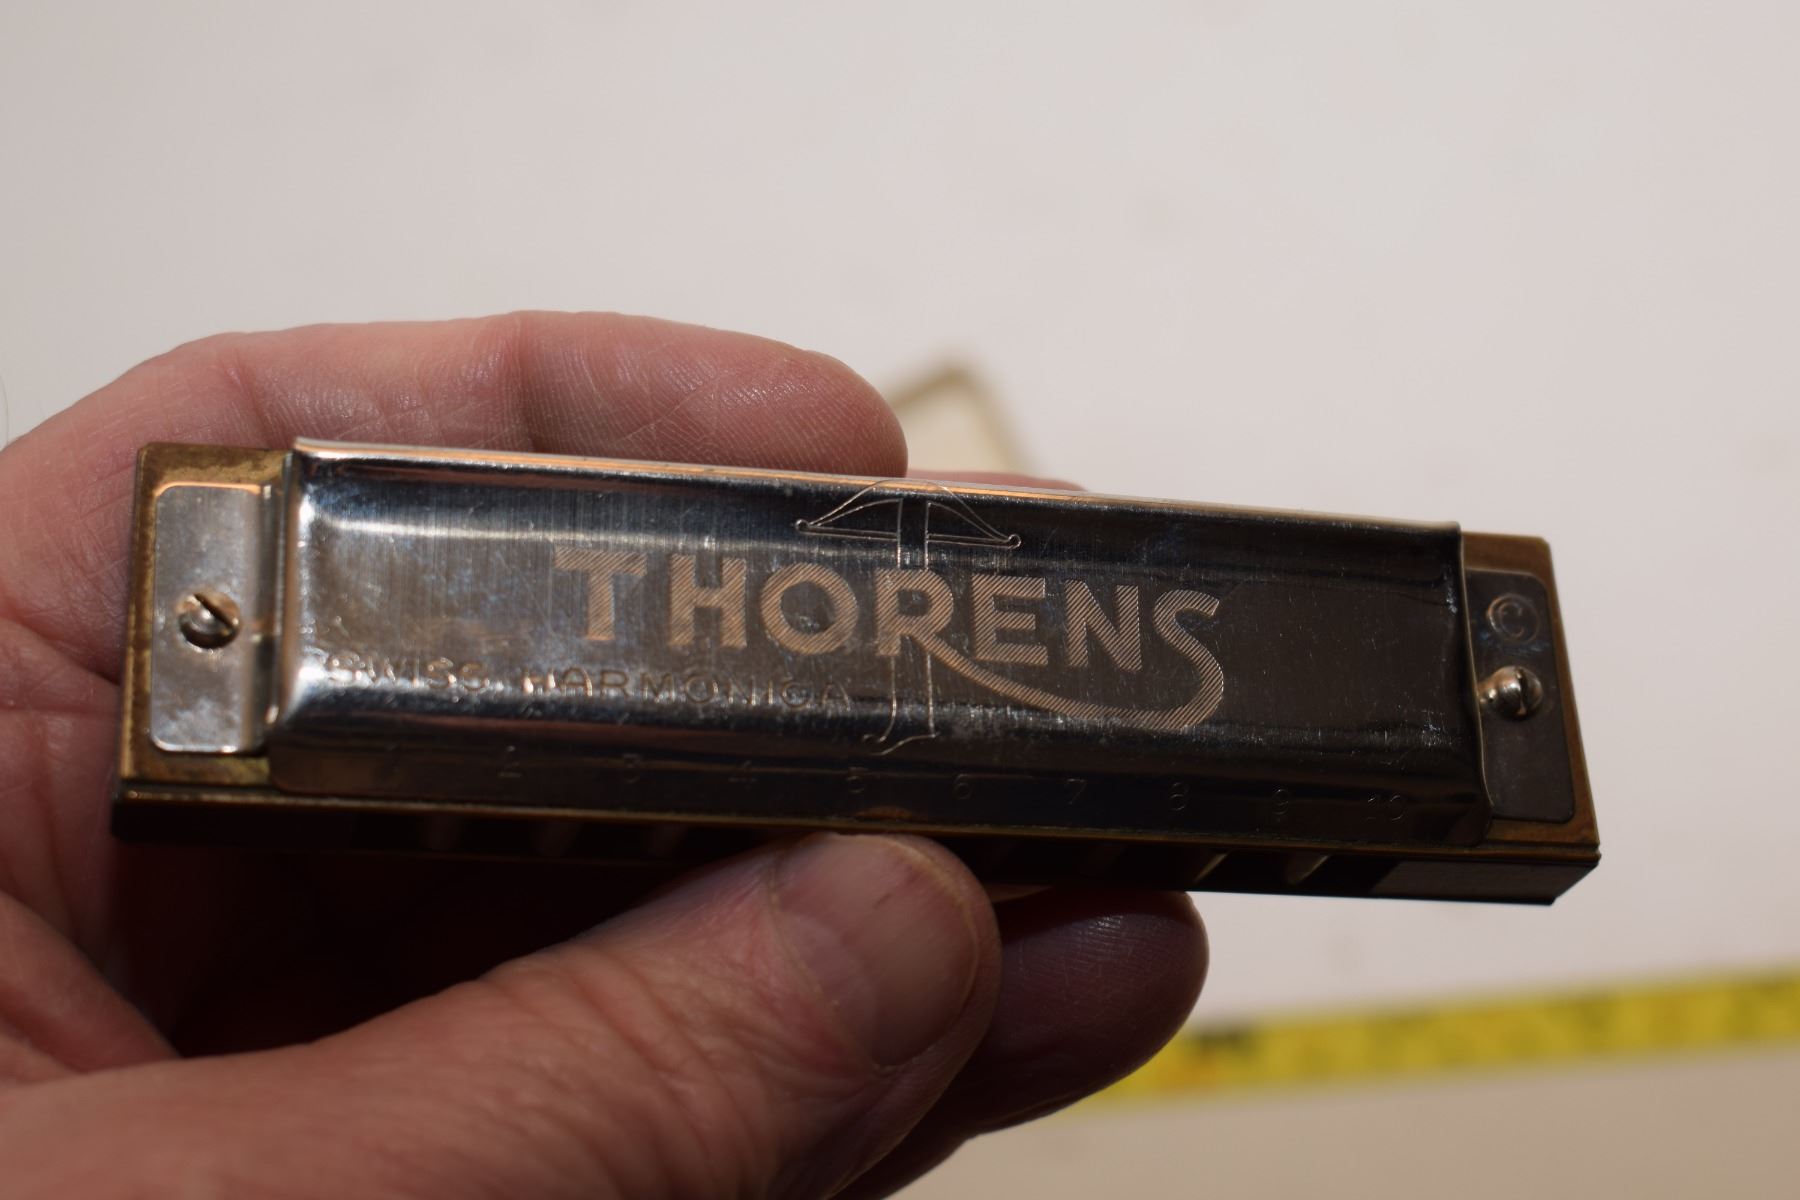 THORENS
©
SWISS HARMONICA
1 2 3 4 5 6 7 8 9 10